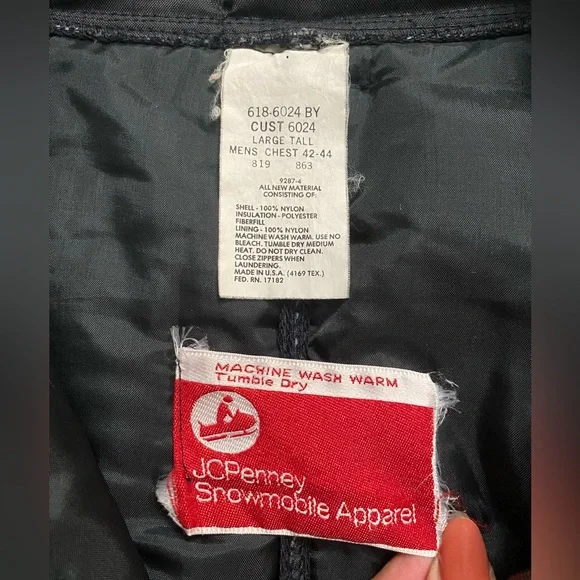 618-6024 BY
CUST 6024
LARGE TALL
MENS CHEST 42-44
819 863
9287-4
ALL NEW MATERIAL
CONSISTING OF:
SHELL - 100% NYLON
INSULATION - POLYESTER
FIBERFILL
LINING - 100% NYLON
MACHINE WASH WARM. USE NO
BLEACH. TUMBLE DRY MEDIUM
HEAT. DO NOT DRY CLEAN.
CLOSE ZIPPERS WHEN
LAUNDERING.
MADE IN U.S.A. (4169 TEX.)
FED. RN. 17182
MACHINE WASH WARM
Tumble Dry
JCPenney
Snowmobile Apparel